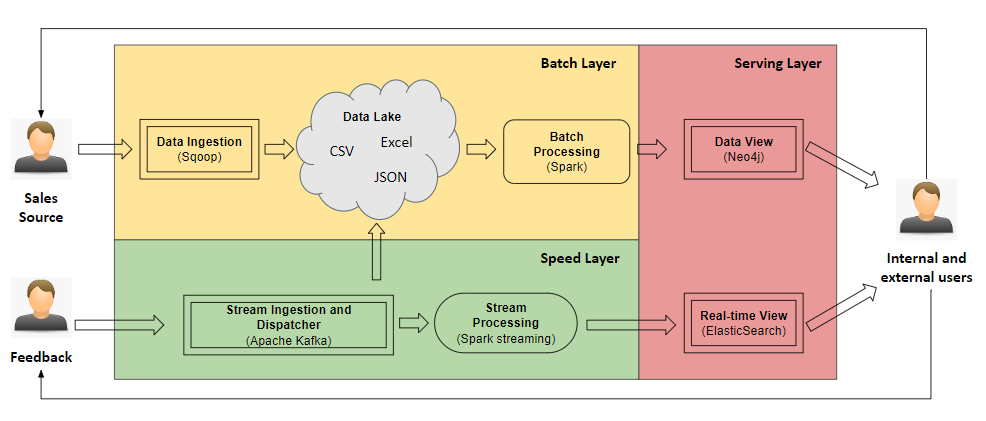 Batch Layer
Serving Layer
Data Lake
Data Ingestion
(Sqoop)
CSV
Excel
JSON
Batch
Processing
(Spark)
Data View
(Neo4j)
Sales
Source
Internal and
external users
Speed Layer
Stream Ingestion and
Dispatcher
(Apache Kafka)
Stream
Processing
(Spark streaming)
Real-time View
(ElasticSearch)
Feedback